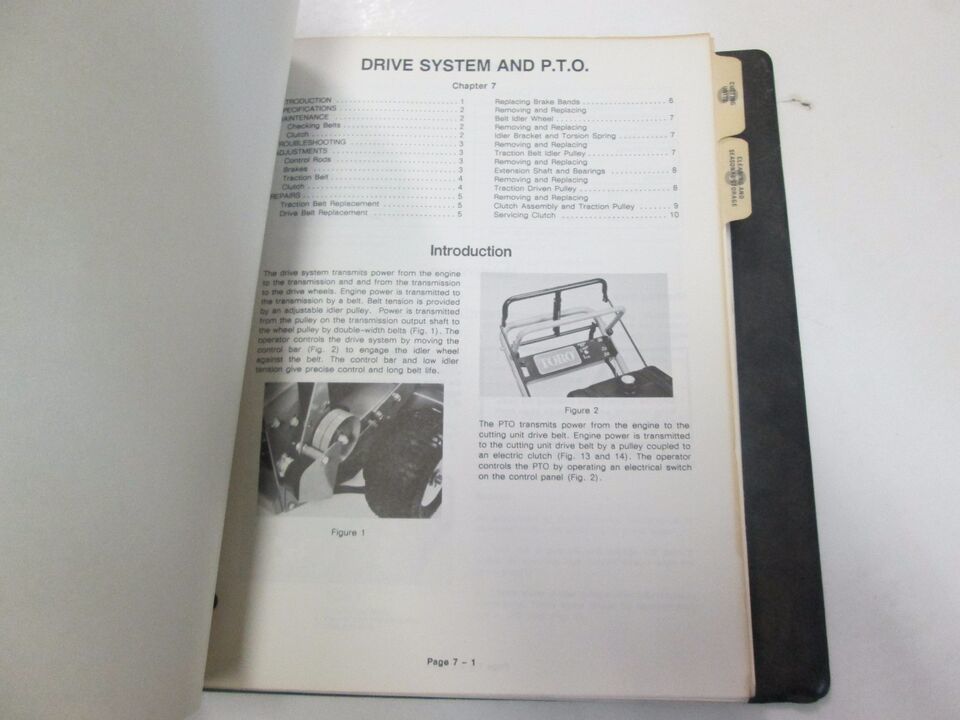 DRIVE SYSTEM AND P.T.O.
Chapter 7
TRODUCTION . . . . . . . . . . . . . . . . . . . . 1
PECIFICATIONS . . . . . . . . . . . . . . . . . . . . 2
AINTENANCE . . . . . . . . . . . . . . . . . . . . 2
Checking Belts . . . . . . . . . . . . . . . . . . . . 2
Clutch . . . . . . . . . . . . . . . . . . . . 2
ROUBLESHOOTING . . . . . . . . . . . . . . . . . . . . 3
DJUSTMENTS . . . . . . . . . . . . . . . . . . . . 3
Control Rods . . . . . . . . . . . . . . . . . . . . 3
Brakes . . . . . . . . . . . . . . . . . . . . 3
Traction Belt . . . . . . . . . . . . . . . . . . . . 4
Clutch . . . . . . . . . . . . . . . . . . . . 4
REPAIRS . . . . . . . . . . . . . . . . . . . . 5
Traction Belt Replacement . . . . . . . . . . . . . . 5
Drive Belt Replacement . . . . . . . . . . . . . . 5
Replacing Brake Bands . . . . . . . . . . . . . . 6
Removing and Replacing
Belt Idler Wheel . . . . . . . . . . . . . . . . . . 7
Removing and Replacing
Idler Bracket and Torsion Spring . . . . . . . . . . 7
Removing and Replacing
Traction Belt Idler Pulley . . . . . . . . . . . . . . 7
Removing and Replacing
Extension Shaft and Bearings . . . . . . . . . . 8
Removing and Replacing
Traction Driven Pulley . . . . . . . . . . . . . . 8
Removing and Replacing
Clutch Assembly and Traction Pulley . . . . . . . 9
Servicing Clutch . . . . . . . . . . . . . . . . . . 10
Introduction
The drive system transmits power from the engine
to the transmission and and from the transmission
to the drive wheels. Engine power is transmitted to
the transmission by a belt. Belt tension is provided
by an adjustable idler pulley. Power is transmitted
from the pulley on the transmission output shaft to
the wheel pulley by double-width belts (Fig. 1). The
operator controls the drive system by moving the
control bar (Fig. 2) to engage the idler wheel
against the belt. The control bar and low idler
tension give precise control and long belt life.
Figure 1
TORO
Figure 2
The PTO transmits power from the engine to the
cutting unit drive belt. Engine power is transmitted
to the cutting unit drive belt by a pulley coupled to
an electric clutch (Fig. 13 and 14). The operator
controls the PTO by operating an electrical switch
on the control panel (Fig. 2).
Page 7 - 1
CUTTING
UNITS
AND
STORAGE